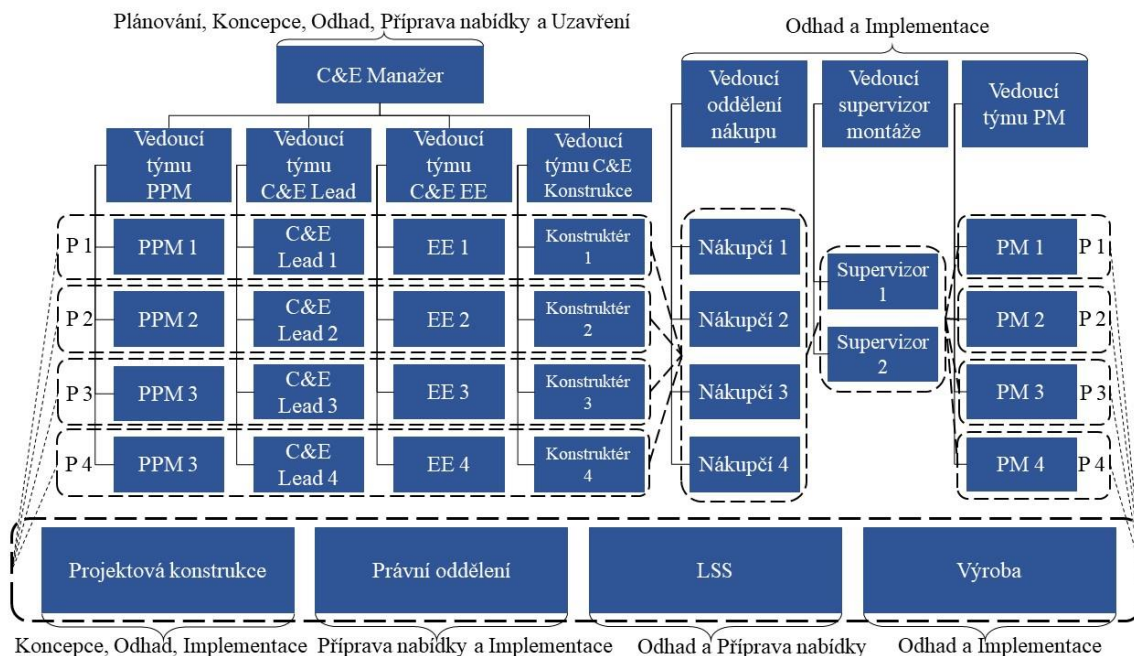 Plánování, Koncepce, Odhad, Příprava nabídky a Uzavření
Odhad a Implementace
C&E Manažer
Vedoucí
oddělení
nákupu
Vedoucí
supervizor
montáže
Vedoucí
týmu PM
Vedoucí
týmu
PPM
Vedoucí
týmu
C&E Lead
Vedoucí
týmu
C&E EE
Vedoucí
týmu C&E
Konstrukce
P 1
PPM 1
C&E
Lead 1
EE 1
Konstruktér
1
Nákupčí 1
Supervizor
1
PM 1
P 1
P 2
PPM 2
C&E
Lead 2
EE 2
Konstruktér
2
Nákupčí 2
Supervizor
2
PM 2
P 2
P 3
PPM 3
C&E
Lead 3
EE 3
Konstruktér
3
Nákupčí 3
PM 3
P 3
P 4
PPM 3
C&E
Lead 4
EE 4
Konstruktér
4
Nákupčí 4
PM 4
P 4
Projektová konstrukce
Právní oddělení
LSS
Výroba
Koncepce, Odhad, Implementace
Příprava nabídky a Implementace
Odhad a Příprava nabídky
Odhad a Implementace